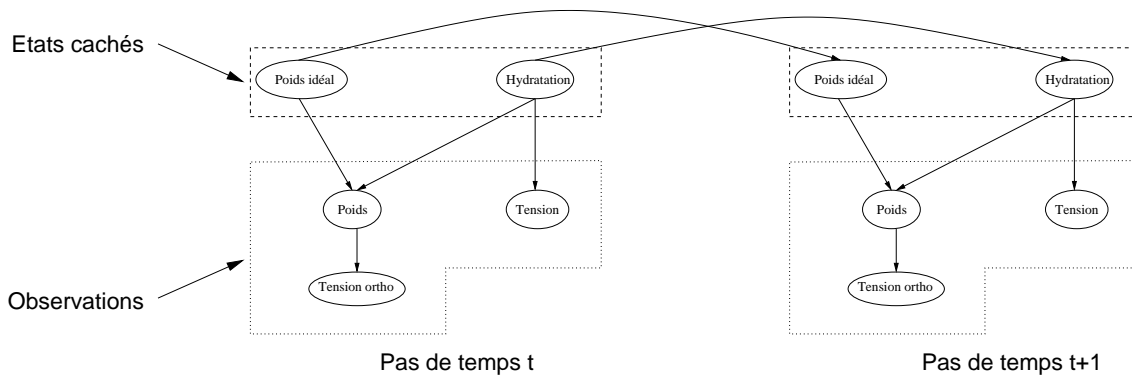 Etats cachés
Poids idéal
Hydratation
Poids idéal
Hydratation
Poids
Tension
Poids
Tension
Tension ortho
Tension ortho
Observations
Pas de temps t
Pas de temps t+1